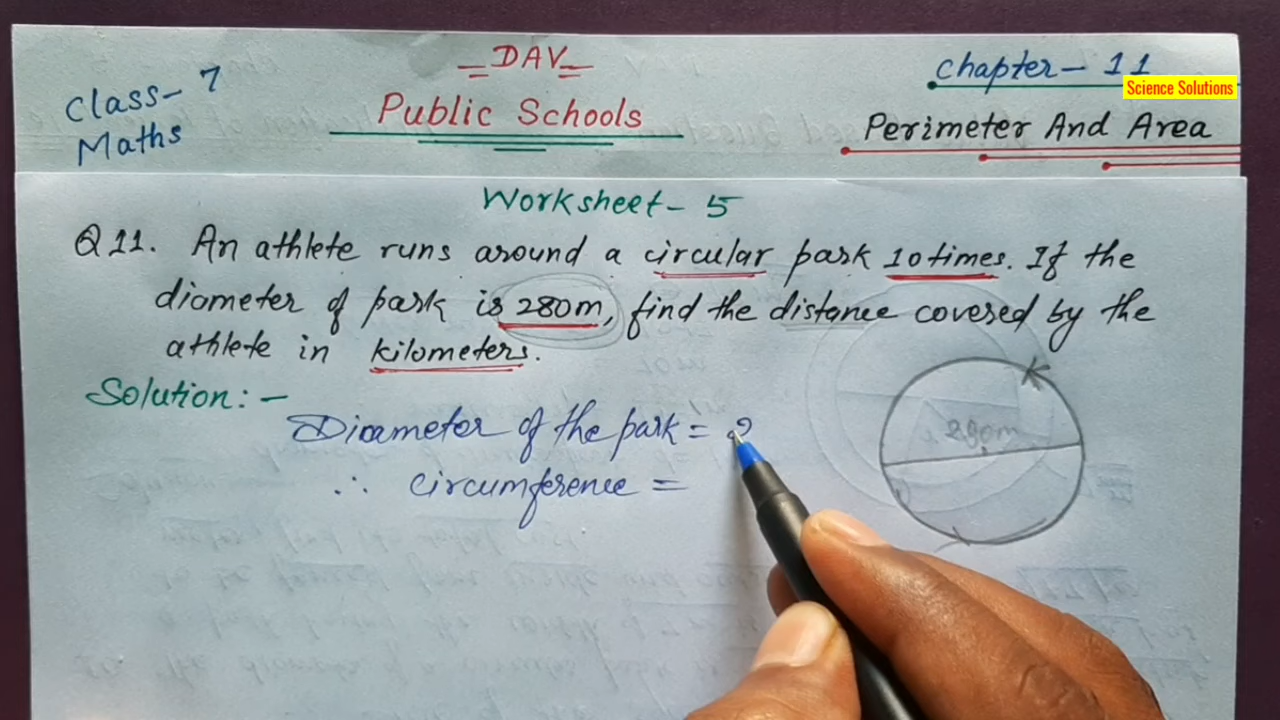 Class- 7
Maths
DAV
Public Schools
Chapter- 11
Science Solutions
Perimeter And Area
Worksheet- 5
Q11. An athlete runs around a circular park 10 times. If the
diameter of park is 280m, find the distance covered by the
athlete in kilometers.
Solution:-
Diameter of the park = 2
∴ circumference =
280m